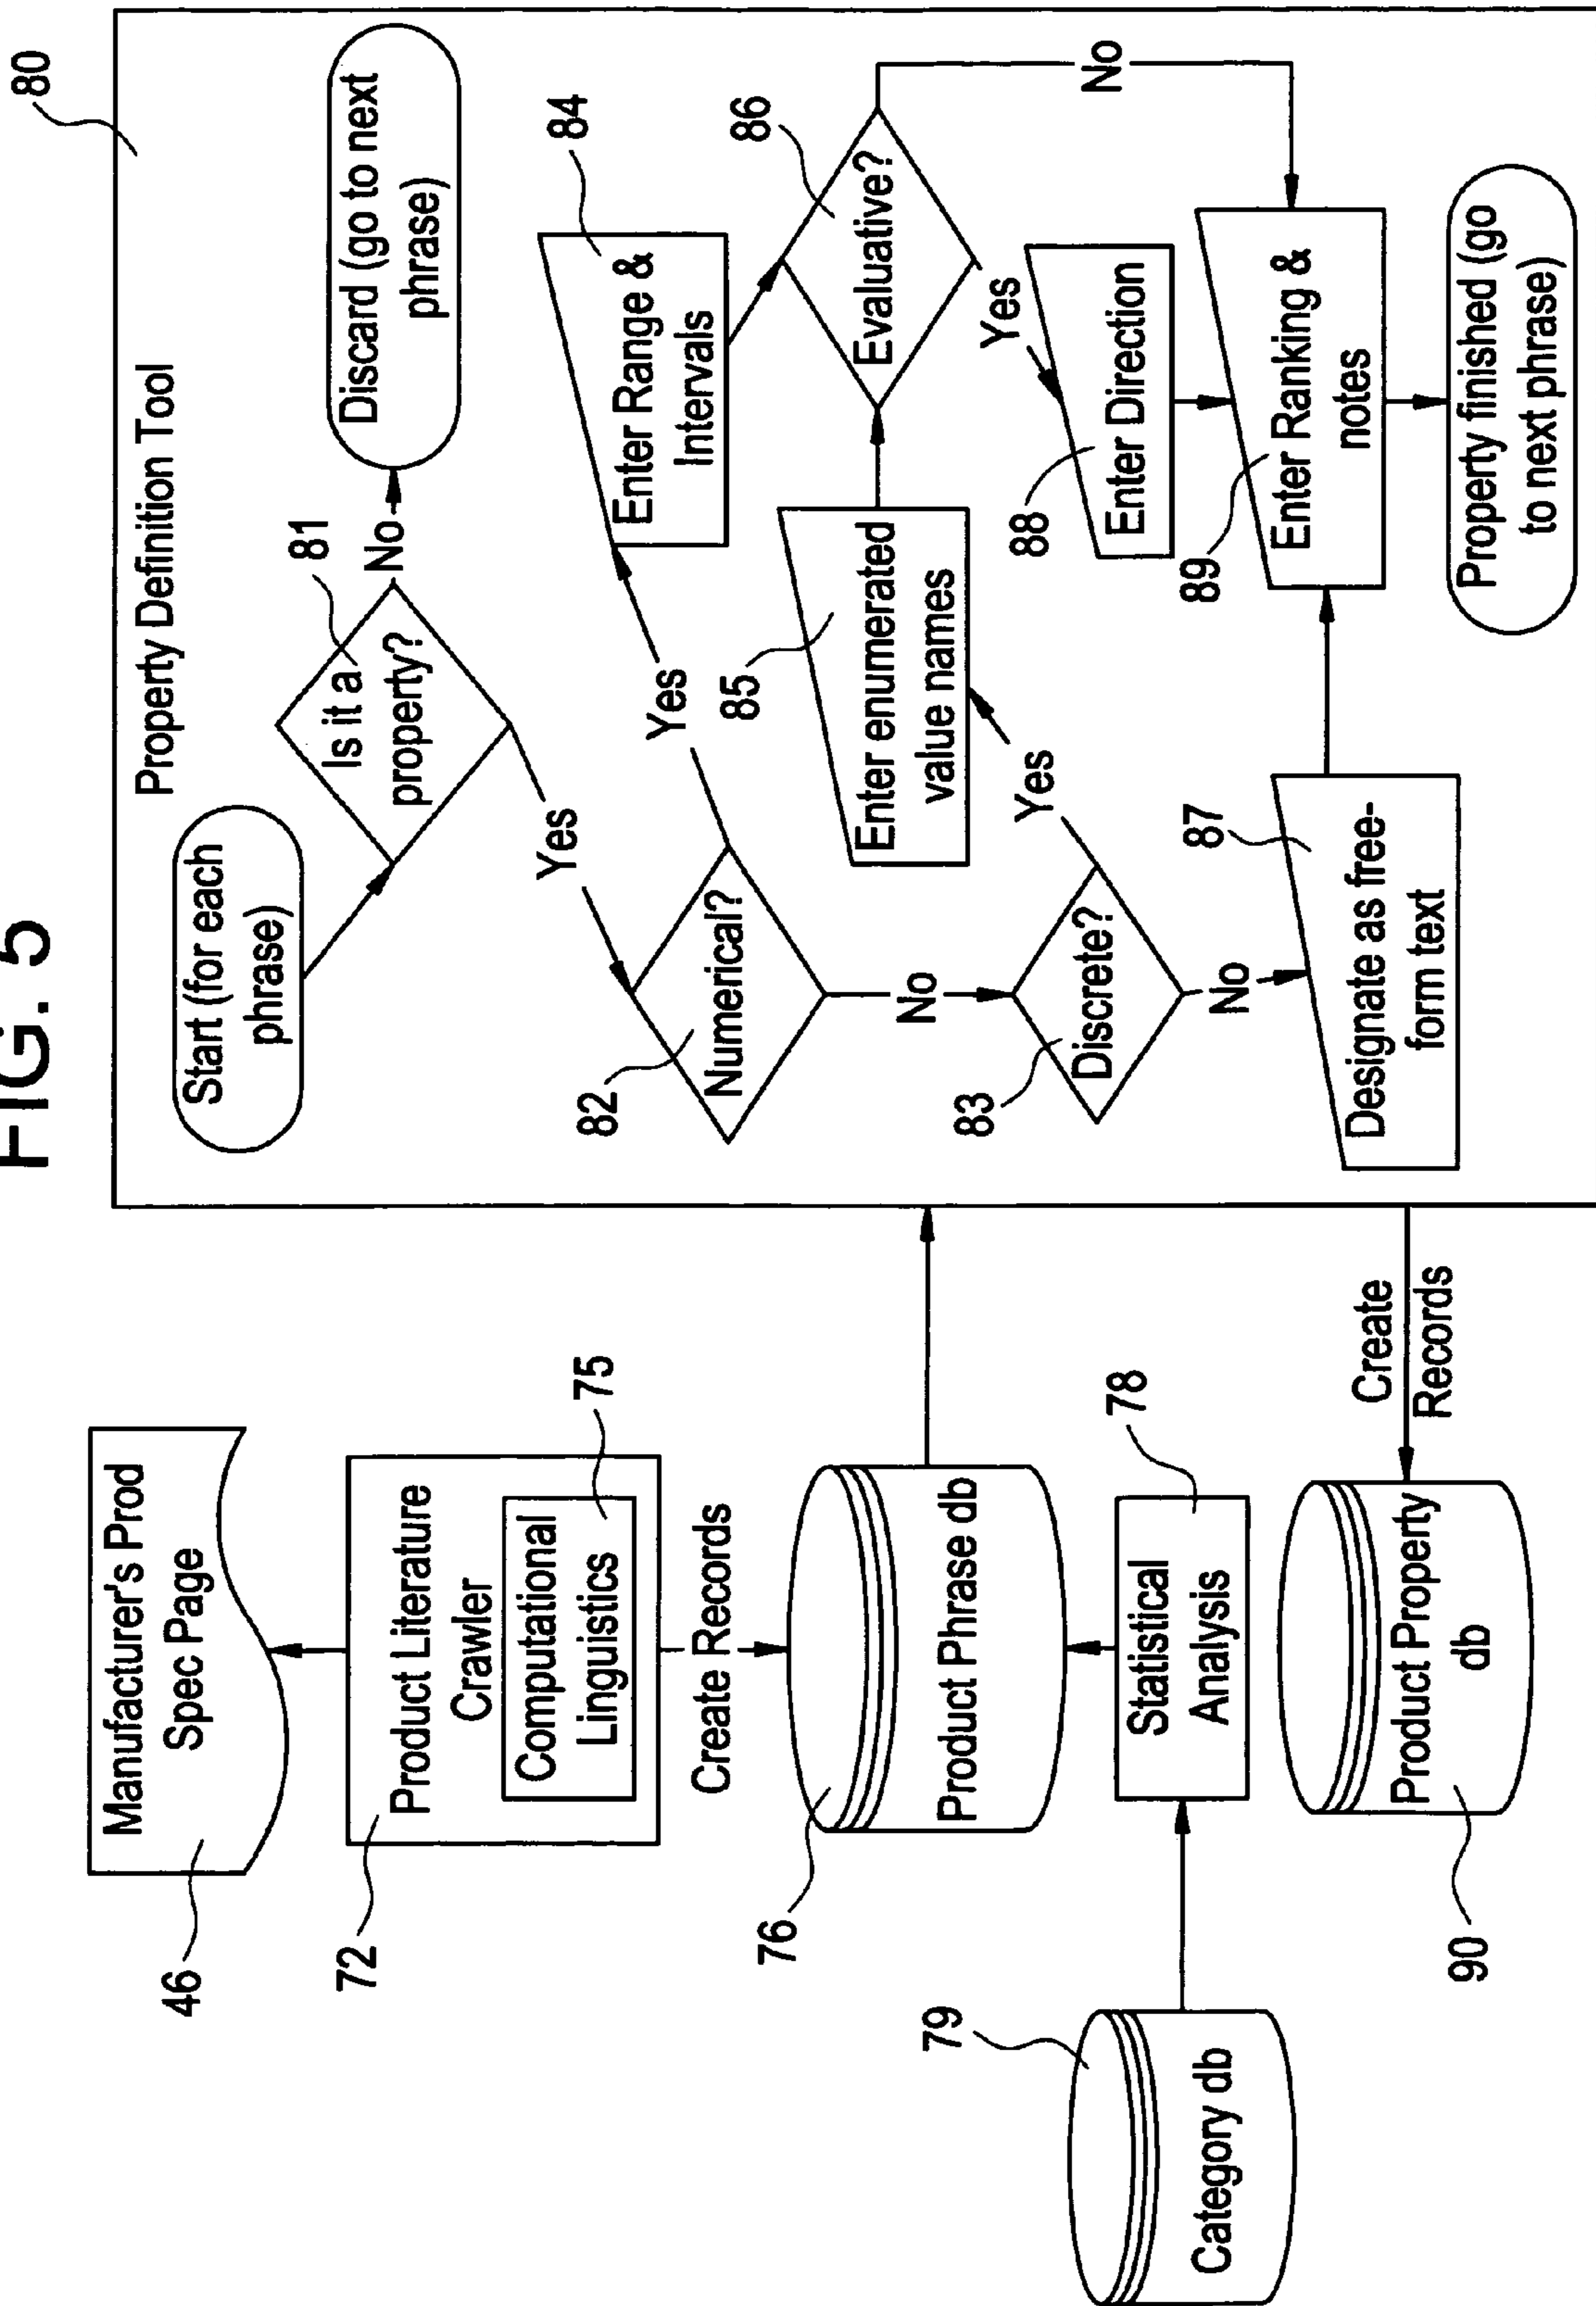 FIG. 5
Manufacturer's Prod
Spec Page
46
Product Literature
Crawler
72
Computational
Linguistics
75
Create Records
Product Phrase db
76
Statistical
Analysis
78
Category db
79
Product Property
db
90
Create
Records
80
Property Definition Tool
Start (for each
phrase)
Is it a
property?
81
No
Discard (go to next
phrase)
Yes
Numerical?
82
Yes
Enter Range &
Intervals
84
No
Discrete?
83
Yes
Enter enumerated
value names
85
Evaluative?
86
No
Yes
Enter Direction
88
No
Designate as free-
form text
87
Enter Ranking &
notes
89
Property finished (go
to next phrase)